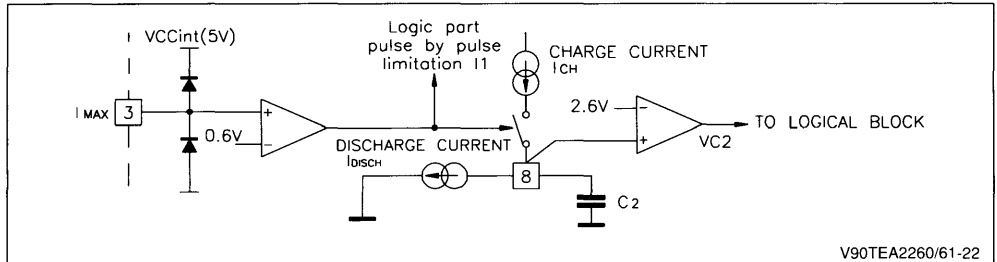 VCCint(5V)
Logic part
pulse by pulse
limitation I1
CHARGE CURRENT
ICH
IMAX
3
+
0.6V
−
DISCHARGE CURRENT
IDISCH
8
C2
2.6V
−
+
VC2
TO LOGICAL BLOCK
V90TEA2260/61-22